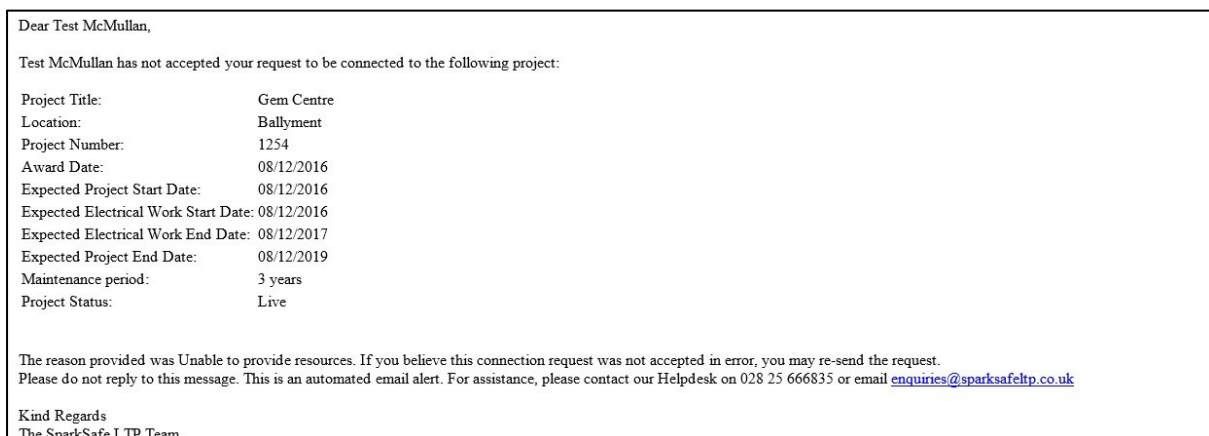 Dear Test McMullan,
Test McMullan has not accepted your request to be connected to the following project:
Project Title: Gem Centre
Location: Ballyment
Project Number: 1254
Award Date: 08/12/2016
Expected Project Start Date: 08/12/2016
Expected Electrical Work Start Date: 08/12/2016
Expected Electrical Work End Date: 08/12/2017
Expected Project End Date: 08/12/2019
Maintenance period: 3 years
Project Status: Live
The reason provided was Unable to provide resources. If you believe this connection request was not accepted in error, you may re-send the request.
Please do not reply to this message. This is an automated email alert. For assistance, please contact our Helpdesk on 028 25 666835 or email enquiries@sparksafeltp.co.uk
Kind Regards
The SparkSafe LTP Team